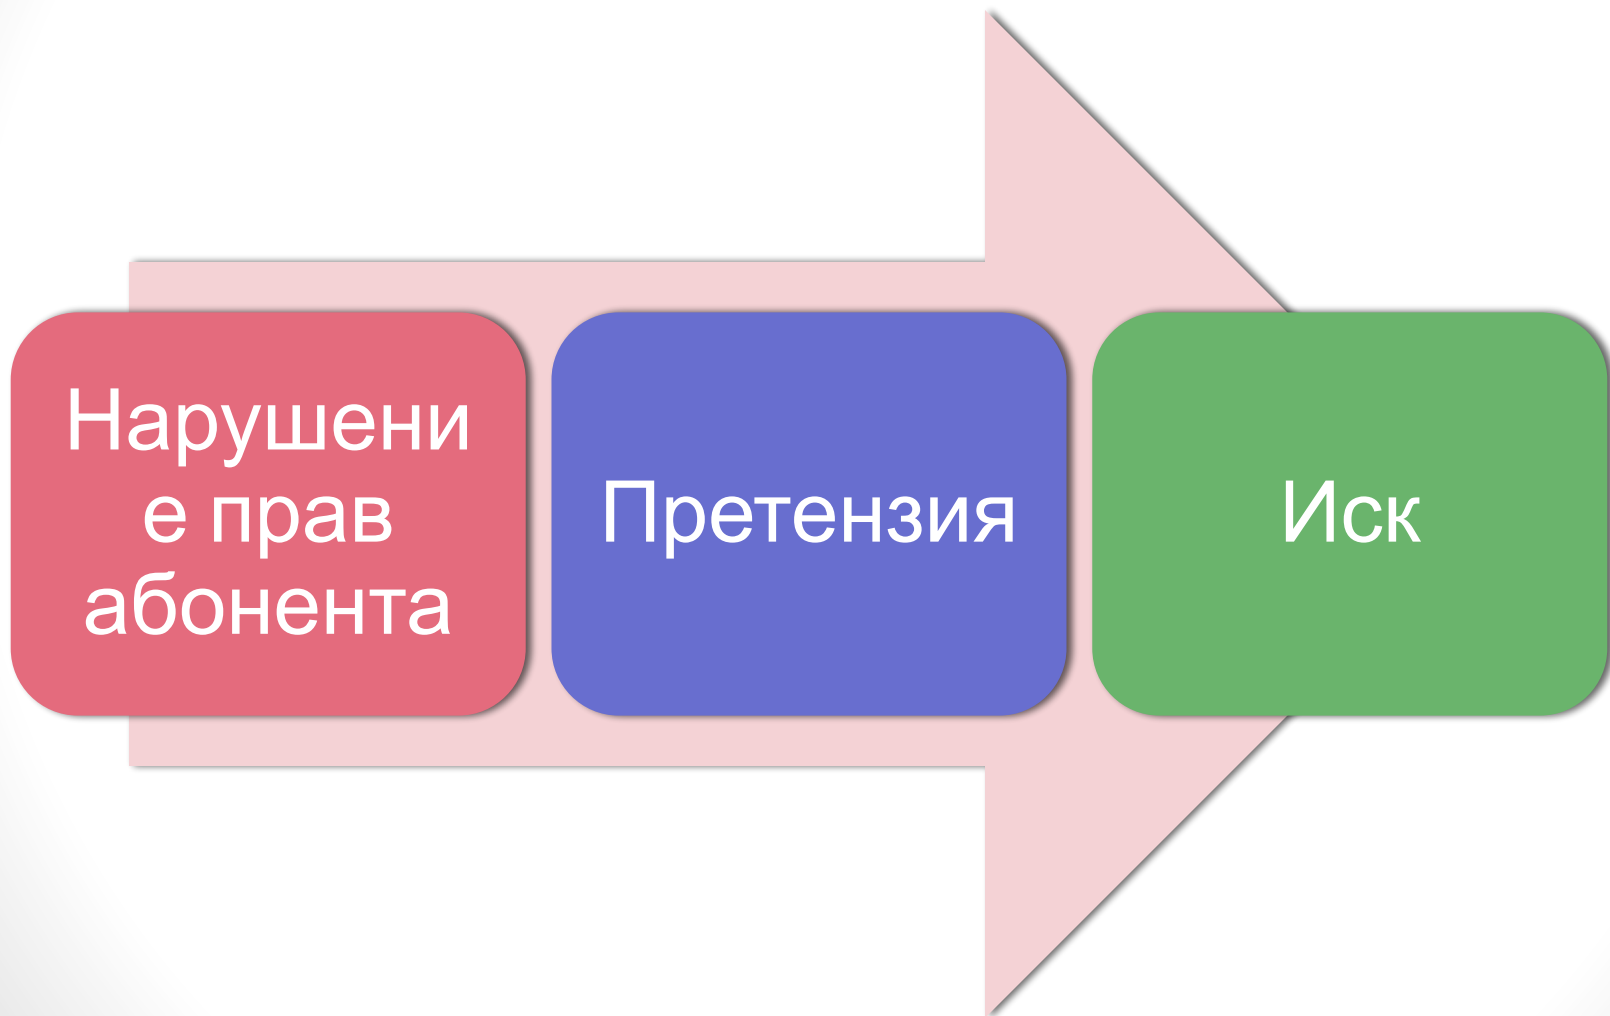 Нарушени
е прав
абонента
Претензия
Иск